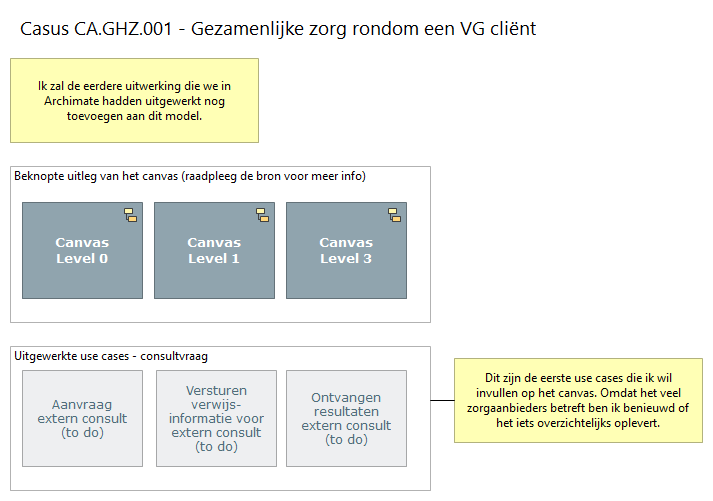 Casus CA.GHZ.001 - Gezamenlijke zorg rondom een VG cliënt
Ik zal de eerdere uitwerking die we in
Archimate hadden uitgewerkt nog
toevoegen aan dit model.
Beknopte uitleg van het canvas (raadpleeg de bron voor meer info)
Canvas
Level 0
Canvas
Level 1
Canvas
Level 3
Uitgewerkte use cases - consultvraag
Aanvraag
extern consult
(to do)
Versturen
verwijs-
informatie voor
extern consult
(to do)
Ontvangen
resultaten
extern consult
(to do)
Dit zijn de eerste use cases die ik wil
invullen op het canvas. Omdat het veel
zorgaanbieders betreft ben ik benieuwd of
het iets overzichtelijks oplevert.